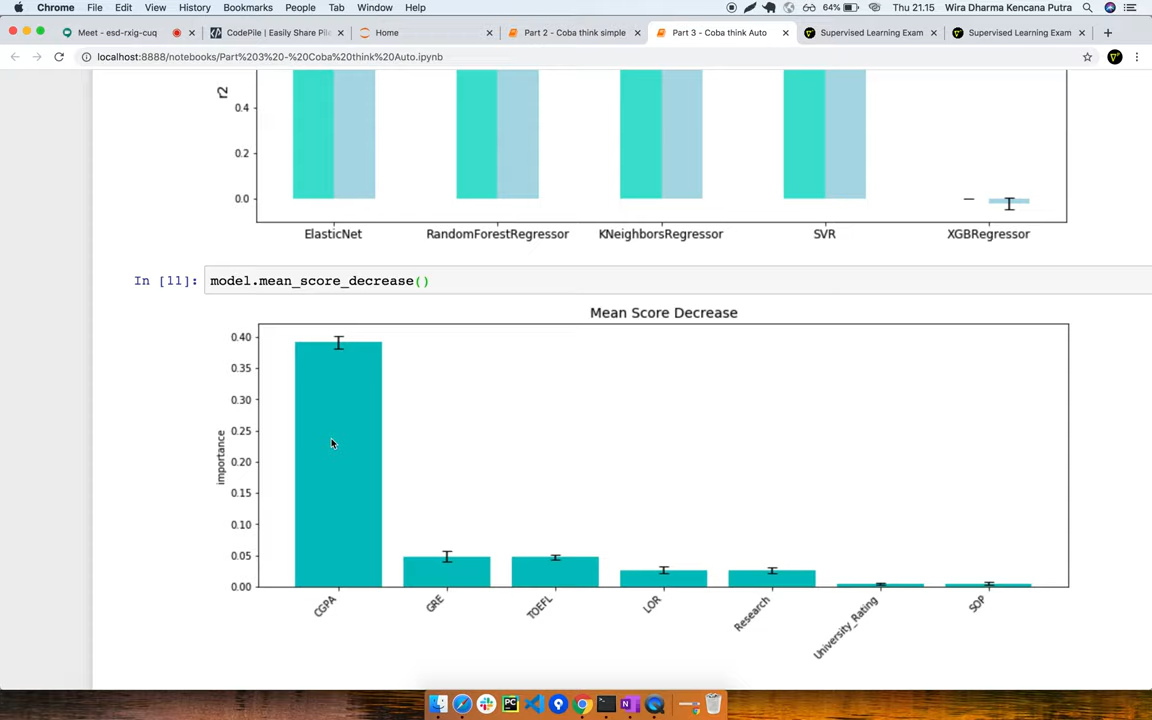 Chrome File Edit View History Bookmarks People Tab Window Help 64% Thu 21.15 Wira Dharma Kencana Putra
Meet - esd-rxig-cuq CodePile | Easily Share Pile Home Part 2 - Coba think simple Part 3 - Coba think Auto Supervised Learning Exam Supervised Learning Exam
localhost:8888/notebooks/Part%203%20-%20Coba%20think%20Auto.ipynb
r2
0.4
0.2
0.0
ElasticNet RandomForestRegressor KNeighborsRegressor SVR XGBRegressor
In [11]: model.mean_score_decrease()
Mean Score Decrease
importance
0.40
0.35
0.30
0.25
0.20
0.15
0.10
0.05
0.00
CGPA GRE TOEFL LOR Research University_Rating SOP